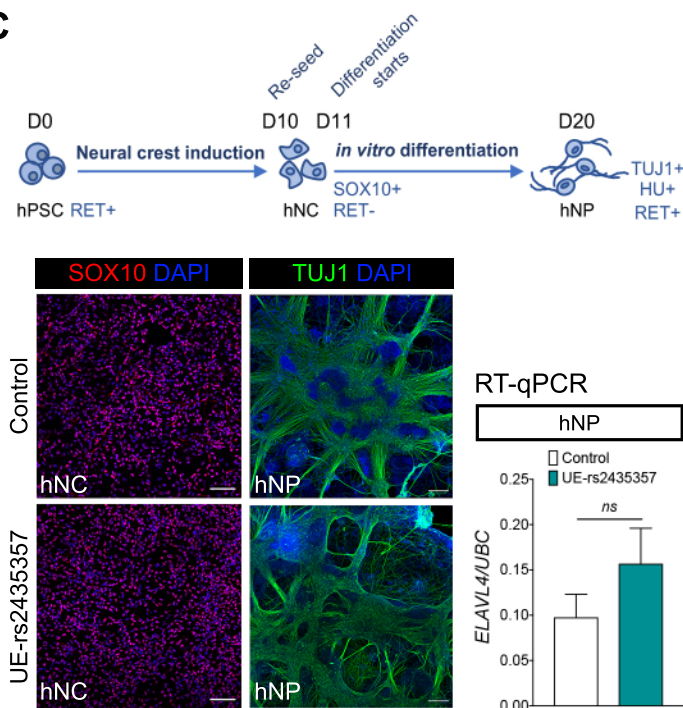 C
Re-seed
Differentiation
starts
D0
D10
D11
D20
Neural crest induction
in vitro differentiation
hPSC RET+
hNC
SOX10+
RET-
hNP
TUJ1+
HU+
RET+
SOX10 DAPI
TUJ1 DAPI
Control
hNC
hNP
UE-rs2435357
hNC
hNP
RT-qPCR
hNP
Control
UE-rs2435357
ELAVL4/UBC
0.25
0.20
0.15
0.10
0.05
0.00
ns